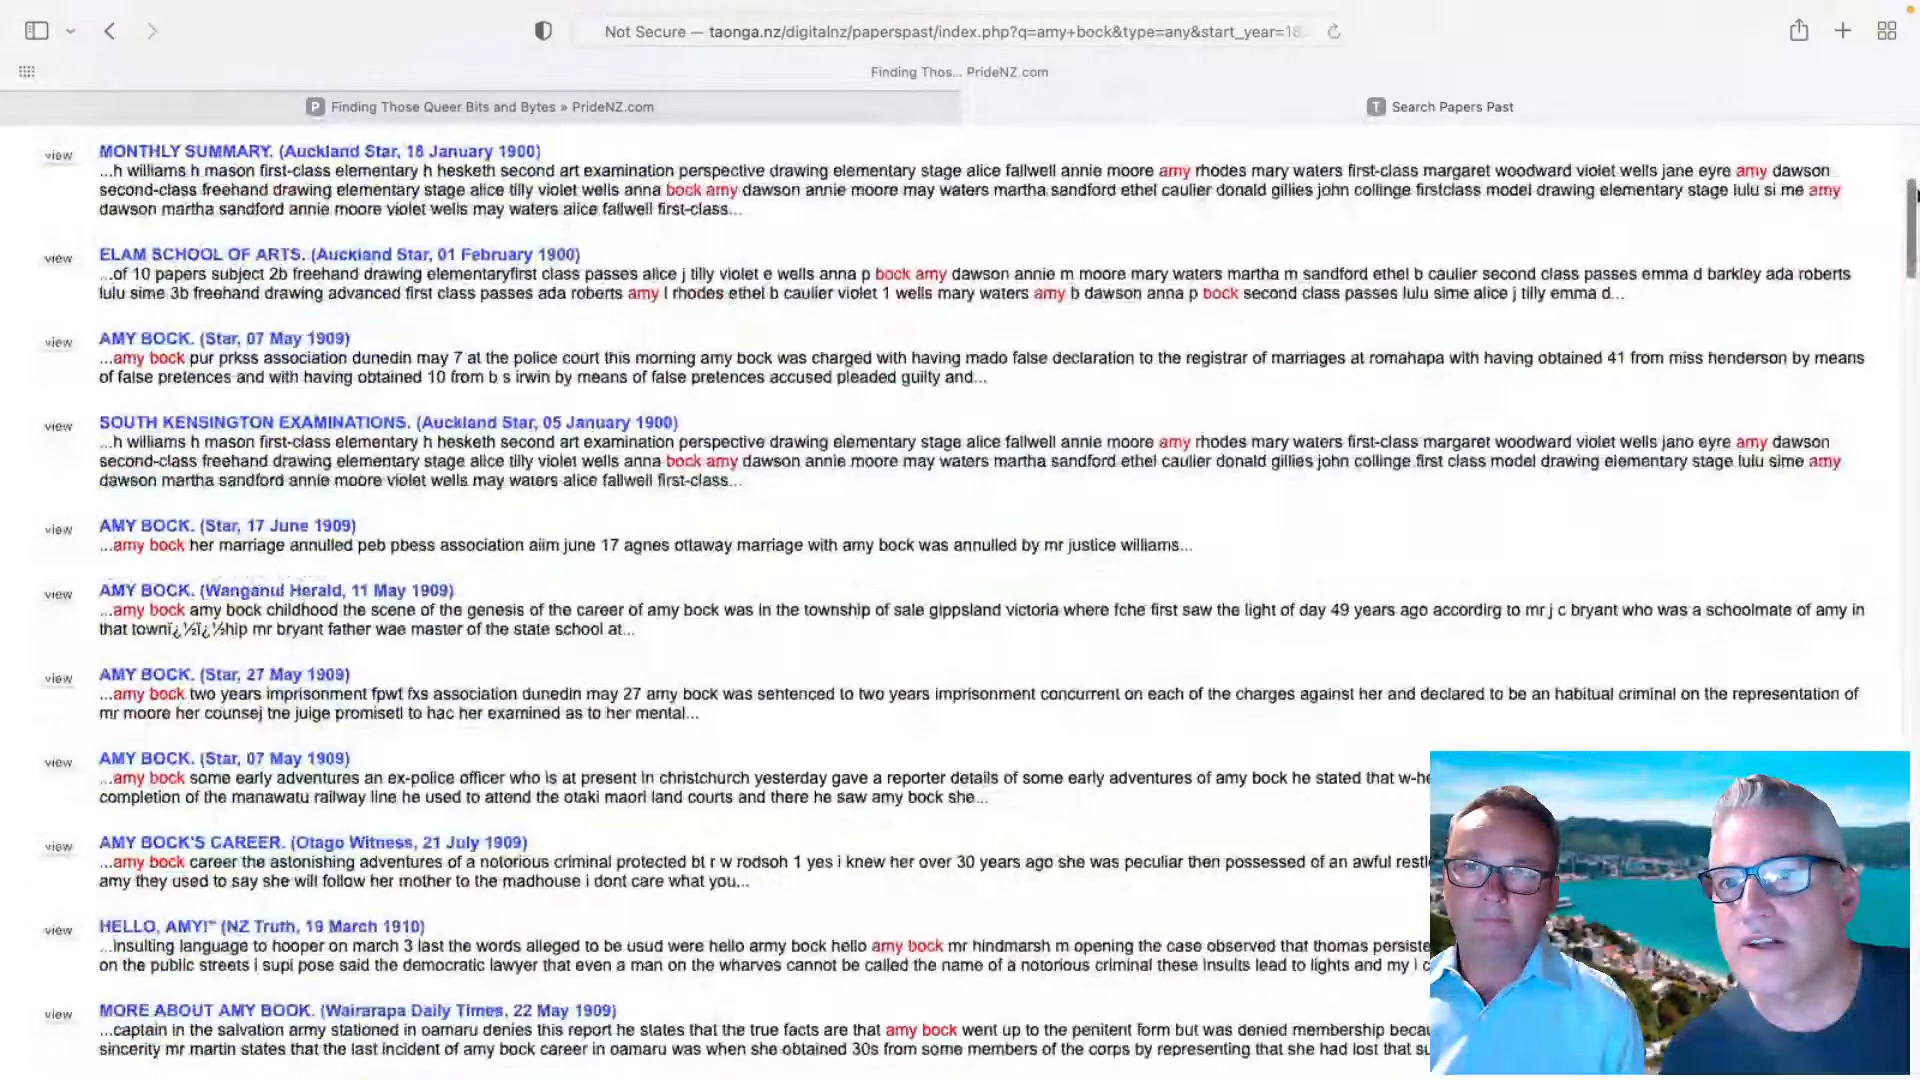 Not Secure — taonga.nz/digitalnz/paperspast/index.php?q=amy+bock&type=any&start_year=18
Finding Thos... PrideNZ.com
P Finding Those Queer Bits and Bytes » PrideNZ.com
T Search Papers Past
view MONTHLY SUMMARY. (Auckland Star, 18 January 1900)
...h williams h mason first-class elementary h hesketh second art examination perspective drawing elementary stage alice fallwell annie moore amy rhodes mary waters first-class margaret woodward violet wells jane eyre amy dawson
second-class freehand drawing elementary stage alice tilly violet wells anna bock amy dawson annie moore may waters martha sandford ethel caulier donald gillies john collinge firstclass model drawing elementary stage lulu si me amy
dawson martha sandford annie moore violet wells may waters alice fallwell first-class...
view ELAM SCHOOL OF ARTS. (Auckland Star, 01 February 1900)
...of 10 papers subject 2b freehand drawing elementaryfirst class passes alice j tilly violet e wells anna p bock amy dawson annie m moore mary waters martha m sandford ethel b caulier second class passes emma d barkley ada roberts
lulu sime 3b freehand drawing advanced first class passes ada roberts amy l rhodes ethel b caulier violet 1 wells mary waters amy b dawson anna p bock second class passes lulu sime alice j tilly emma d...
view AMY BOCK. (Star, 07 May 1909)
...amy bock pur prkss association dunedin may 7 at the police court this morning amy bock was charged with having mado false declaration to the registrar of marriages at romahapa with having obtained 41 from miss henderson by means
of false pretences and with having obtained 10 from b s irwin by means of false pretences accused pleaded guilty and...
view SOUTH KENSINGTON EXAMINATIONS. (Auckland Star, 05 January 1900)
...h williams h mason first-class elementary h hesketh second art examination perspective drawing elementary stage alice fallwell annie moore amy rhodes mary waters first-class margaret woodward violet wells jano eyre amy dawson
second-class freehand drawing elementary stage alice tilly violet wells anna bock amy dawson annie moore may waters martha sandford ethel caulier donald gillies john collinge first class model drawing elementary stage lulu sime amy
dawson martha sandford annie moore violet wells may waters alice fallwell first-class...
view AMY BOCK. (Star, 17 June 1909)
...amy bock her marriage annulled peb pbess association aiim june 17 agnes ottaway marriage with amy bock was annulled by mr justice williams...
view AMY BOCK. (Wanganui Herald, 11 May 1909)
...amy bock amy bock childhood the scene of the genesis of the career of amy bock was in the township of sale gippsland victoria where fche first saw the light of day 49 years ago accordirg to mr j c bryant who was a schoolmate of amy in
that towni¿½ï¿½hip mr bryant father wae master of the state school at...
view AMY BOCK. (Star, 27 May 1909)
...amy bock two years imprisonment fpwt fxs association dunedin may 27 amy bock was sentenced to two years imprisonment concurrent on each of the charges against her and declared to be an habitual criminal on the representation of
mr moore her counsej tne juige promisetl to hac her examined as to her mental...
view AMY BOCK. (Star, 07 May 1909)
...amy bock some early adventures an ex-police officer who is at present in christchurch yesterday gave a reporter details of some early adventures of amy bock he stated that w-he
completion of the manawatu railway line he used to attend the otaki maori land courts and there he saw amy bock she...
view AMY BOCK'S CAREER. (Otago Witness, 21 July 1909)
...amy bock career the astonishing adventures of a notorious criminal protected bt r w rodsoh 1 yes i knew her over 30 years ago she was peculiar then possessed of an awful restl
amy they used to say she will follow her mother to the madhouse i dont care what you...
view HELLO, AMY!" (NZ Truth, 19 March 1910)
...insulting language to hooper on march 3 last the words alleged to be usud were hello army bock hello amy bock mr hindmarsh m opening the case observed that thomas persiste
on the public streets i supi pose said the democratic lawyer that even a man on the wharves cannot be called the name of a notorious criminal these insults lead to lights and my l c
view MORE ABOUT AMY BOOK. (Wairarapa Daily Times, 22 May 1909)
...captain in the salvation army stationed in oamaru denies this report he states that the true facts are that amy bock went up to the penitent form but was denied membership becau
sincerity mr martin states that the last incident of amy bock career in oamaru was when she obtained 30s from some members of the corps by representing that she had lost that su